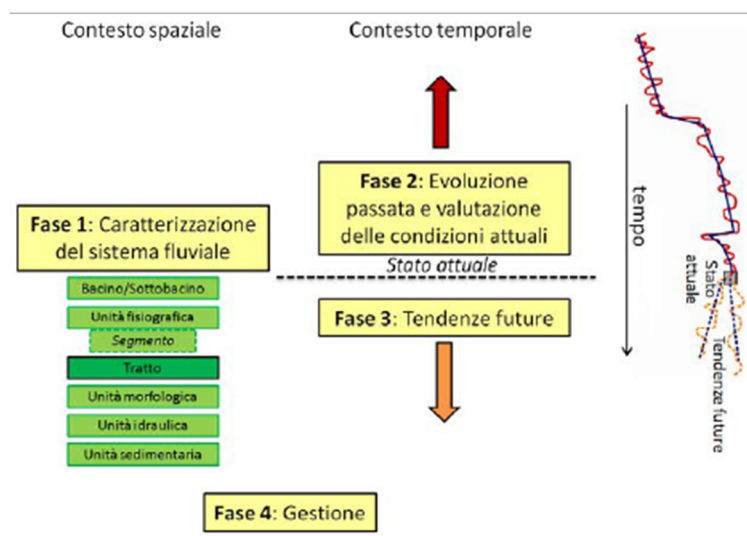 Contesto spaziale
Contesto temporale
Fase 1: Caratterizzazione
del sistema fluviale
Bacino/Sottobacino
Unità fisiografica
Segmento
Tratto
Unità morfologica
Unità idraulica
Unità sedimentaria
Fase 2: Evoluzione
passata e valutazione
delle condizioni attuali
Stato attuale
Fase 3: Tendenze future
Fase 4: Gestione
tempo
Stato
attuale
Tendenze future